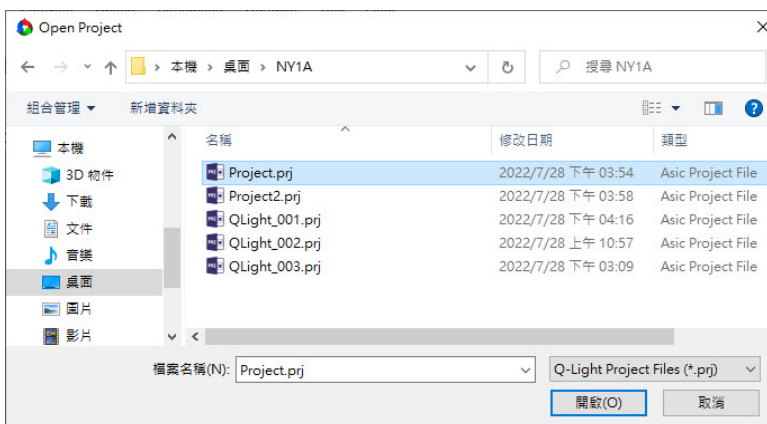 Open Project
本機 › 桌面 › NY1A
搜尋 NY1A
組合管理 新增資料夾
名稱 修改日期 類型
本機
3D 物件
下載
文件
音樂
桌面
圖片
影片
Project.prj 2022/7/28 下午 03:54 Asic Project File
Project2.prj 2022/7/28 下午 03:58 Asic Project File
QLight_001.prj 2022/7/28 下午 04:16 Asic Project File
QLight_002.prj 2022/7/28 上午 10:57 Asic Project File
QLight_003.prj 2022/7/28 下午 03:09 Asic Project File
檔案名稱(N): Project.prj Q-Light Project Files (*.prj)
開啟(O) 取消